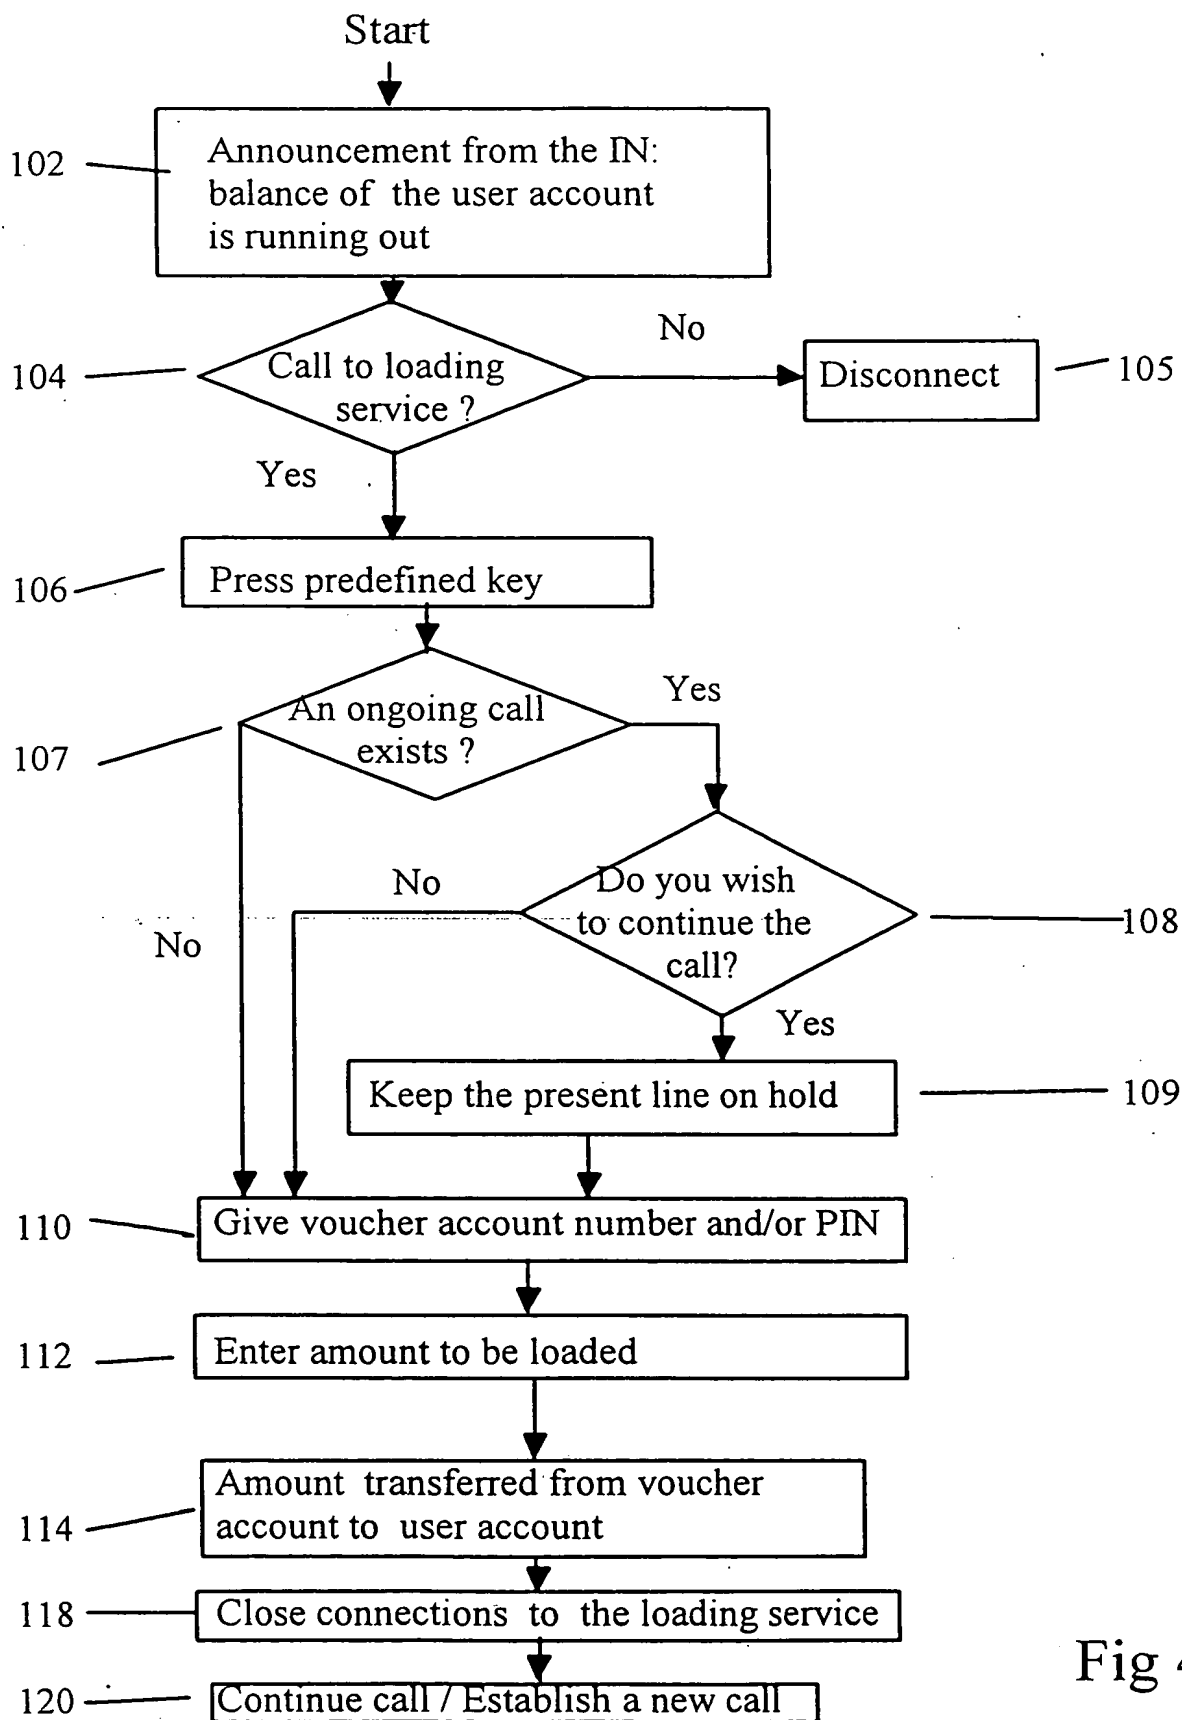 Start
102
Announcement from the IN:
balance of the user account
is running out
No
104
Call to loading
service ?
Disconnect
105
Yes
106
Press predefined key
Yes
107
An ongoing call
exists ?
No
Do you wish
to continue the
call?
108
No
Yes
Keep the present line on hold
109
110
Give voucher account number and/or PIN
112
Enter amount to be loaded
114
Amount transferred from voucher
account to user account
118
Close connections to the loading service
Fig 4
120
Continue call / Establish a new call